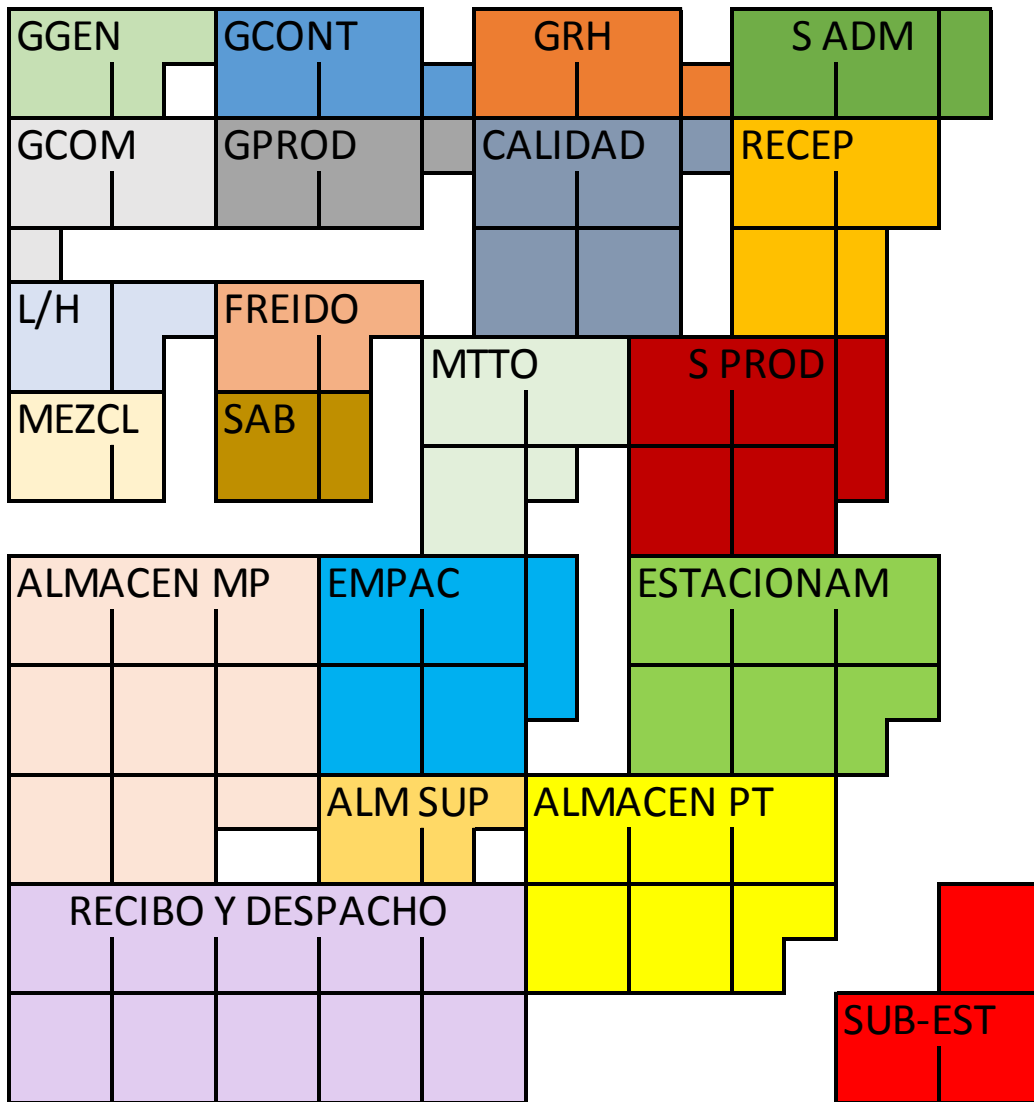 GGEN
GCONT
GRH
S ADM
GCOM
GPROD
CALIDAD
RECEP
L/H
FREIDO
MTTO
S PROD
MEZCL
SAB
ALMACEN MP
EMPAC
ESTACIONAM
ALM SUP
ALMACEN PT
RECIBO Y DESPACHO
SUB-EST